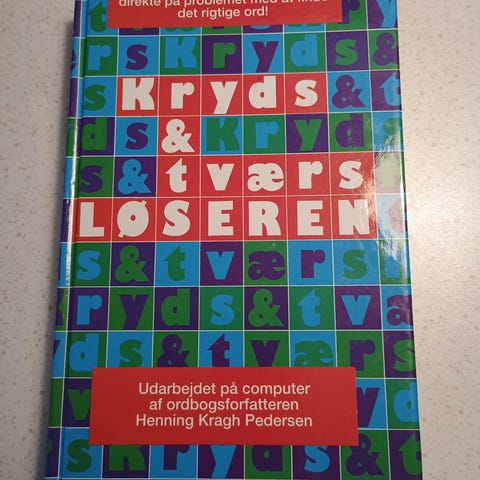 direkte på problemet med at finde
det rigtige ord!
Kryds
&
tværs
LØSEREN
Udarbejdet på computer
af ordbogsforfatteren
Henning Kragh Pedersen